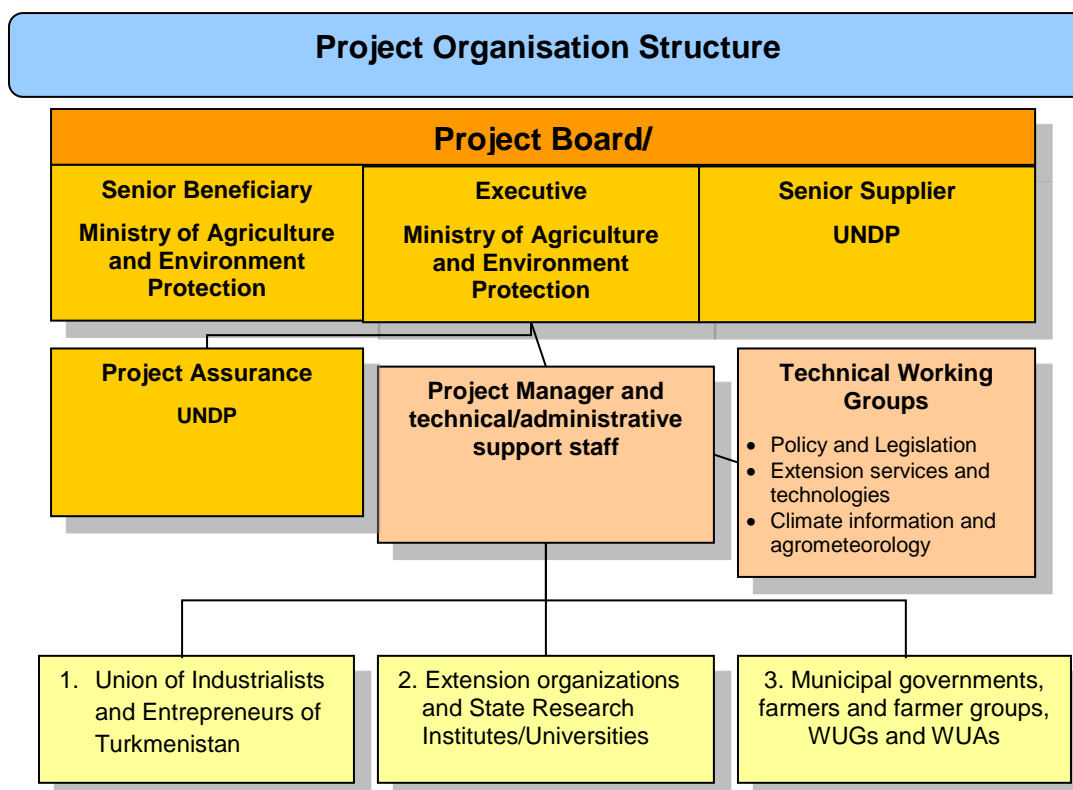 Project Organisation Structure
Project Board/
Senior Beneficiary
Ministry of Agriculture
and Environment
Protection
Executive
Ministry of Agriculture
and Environment
Protection
Senior Supplier
UNDP
Project Assurance
UNDP
Project Manager and
technical/administrative
support staff
Technical Working
Groups
• Policy and Legislation
• Extension services and
technologies
• Climate information and
agrometeorology
1. Union of Industrialists
and Entrepreneurs of
Turkmenistan
2. Extension organizations
and State Research
Institutes/Universities
3. Municipal governments,
farmers and farmer groups,
WUGs and WUAs